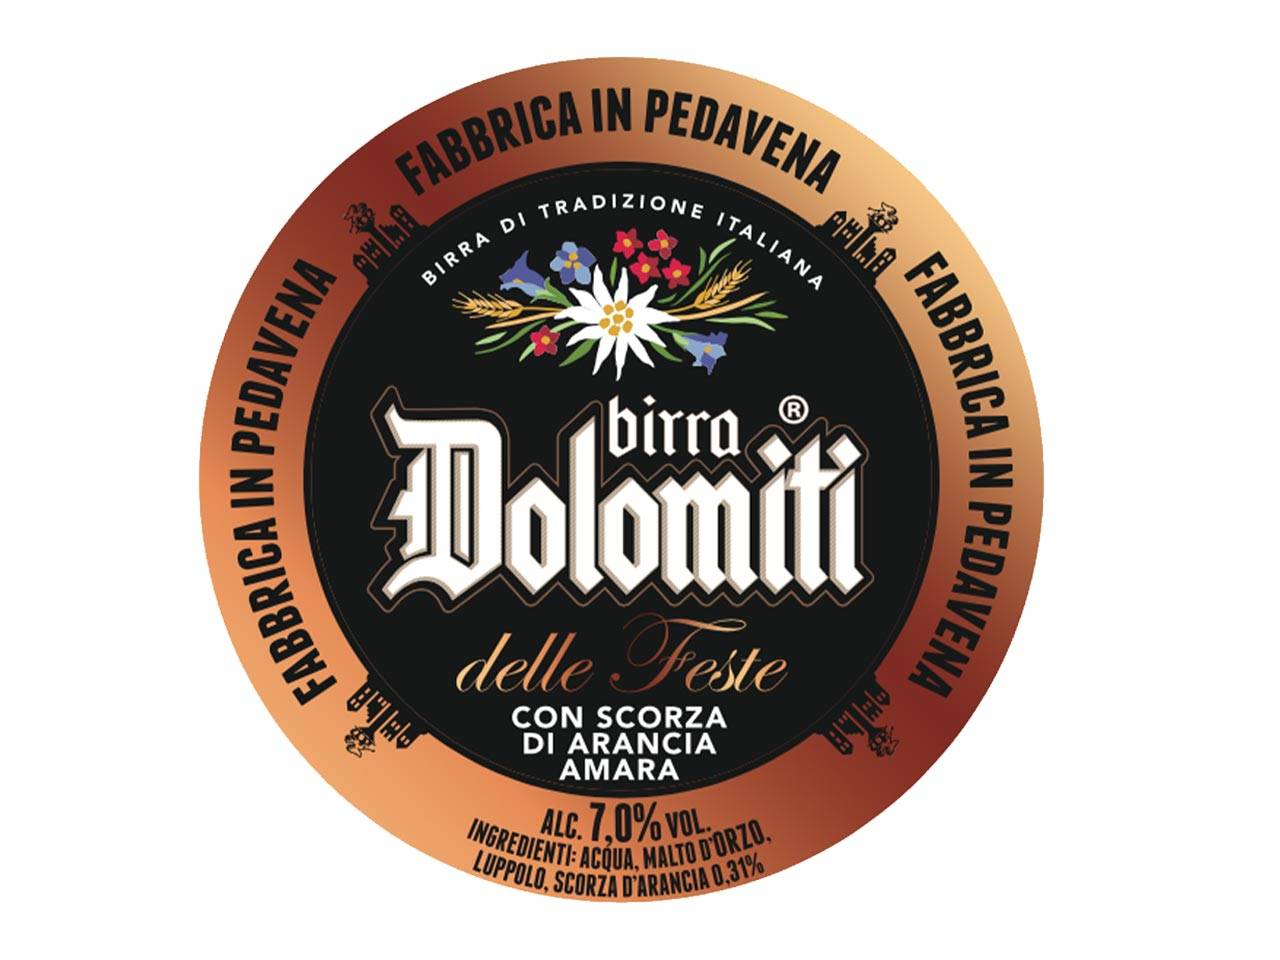 FABBRICA IN PEDAVENA
BIRRA DI TRADIZIONE ITALIANA
FABBRICA IN PEDAVENA
FABBRICA IN PEDAVENA
birra ®
Dolomiti
delle Feste
CON SCORZA
DI ARANCIA
AMARA
ALC. 7,0% VOL.
INGREDIENTI: ACQUA, MALTO D'ORZO,
LUPPOLO, SCORZA D'ARANCIA 0,31%